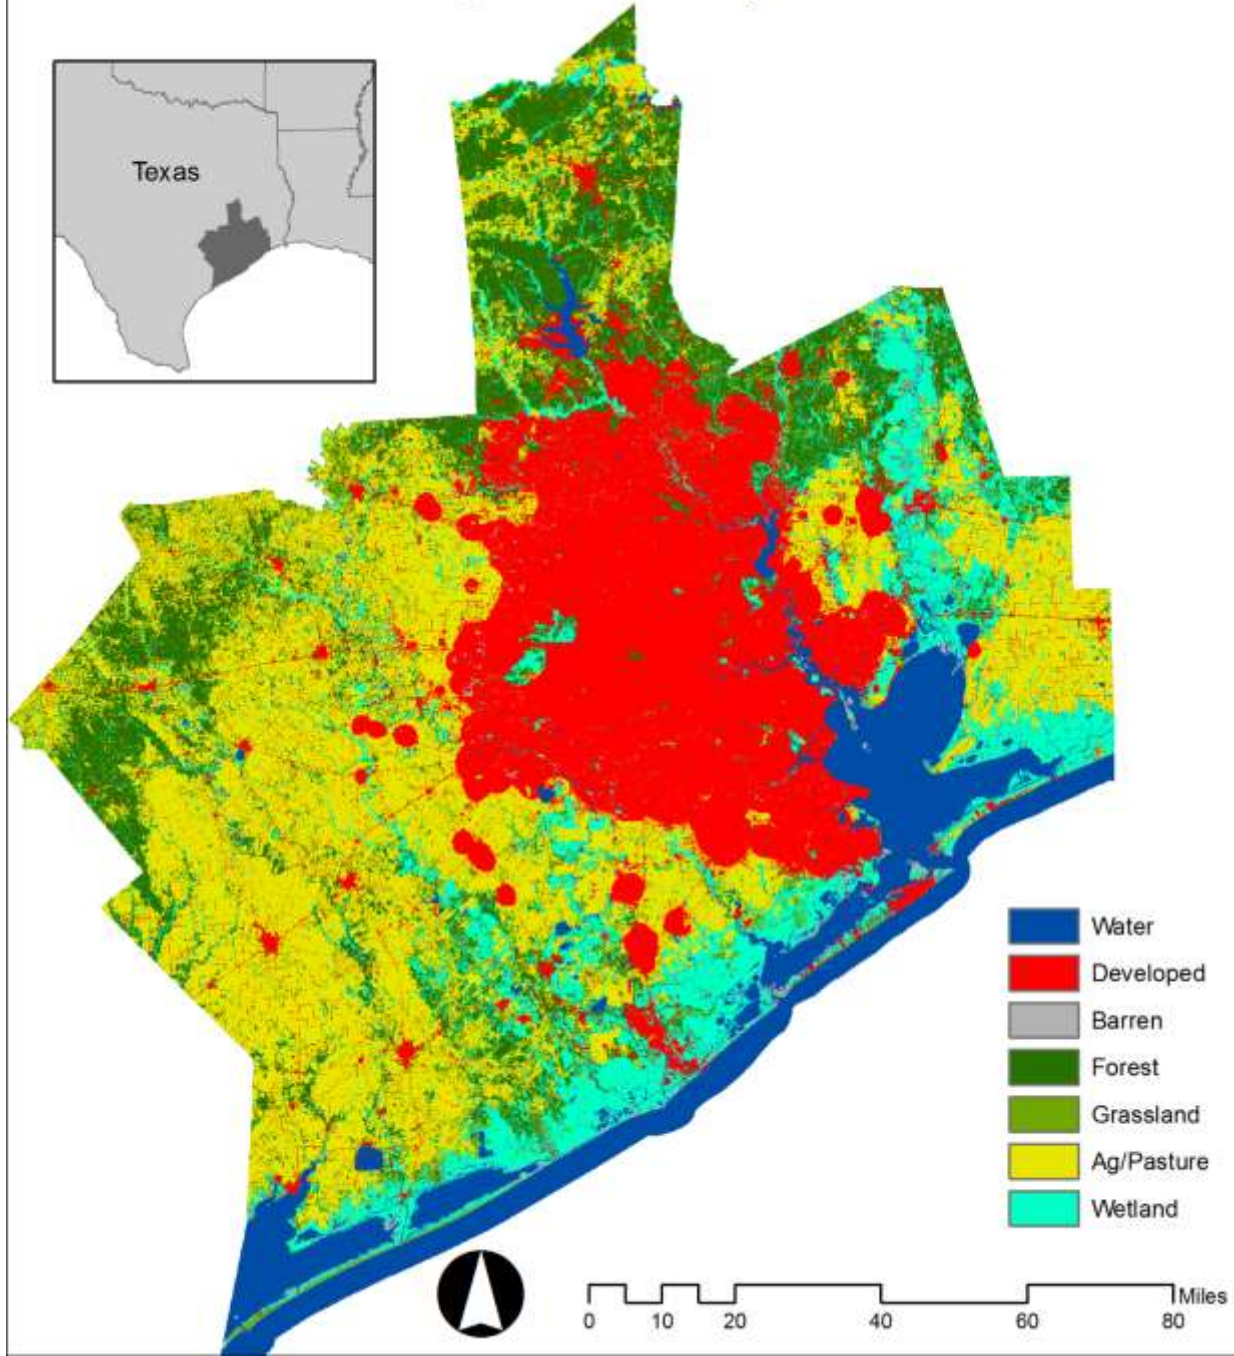 Texas
Water
Developed
Barren
Forest
Grassland
Ag/Pasture
Wetland
Miles
0 10 20 40 60 80